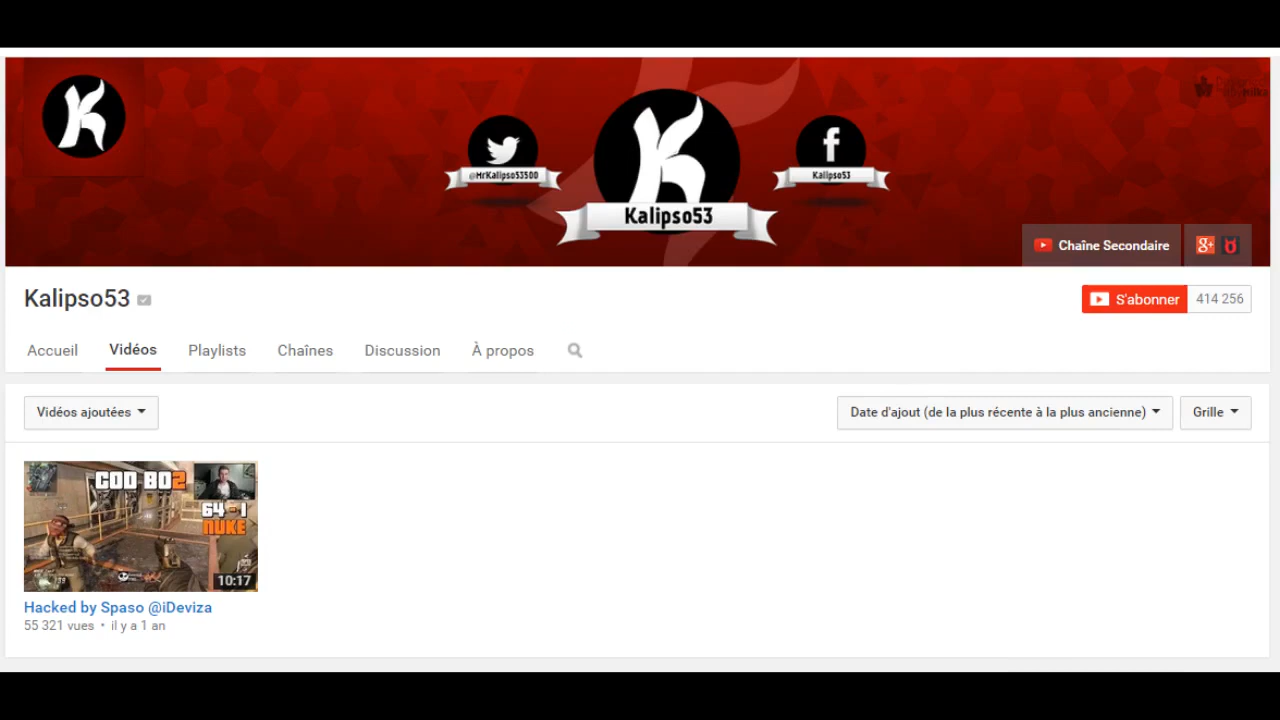 @MrKalipso53500
Kalipso53
Kalipso53
Chaîne Secondaire
g+
Kalipso53
S'abonner
414 256
Accueil
Vidéos
Playlists
Chaînes
Discussion
À propos
Vidéos ajoutées
Date d'ajout (de la plus récente à la plus ancienne)
Grille
COD BO2
64 - 1
NUKE
10:17
Hacked by Spaso @iDeviza
55 321 vues • il y a 1 an